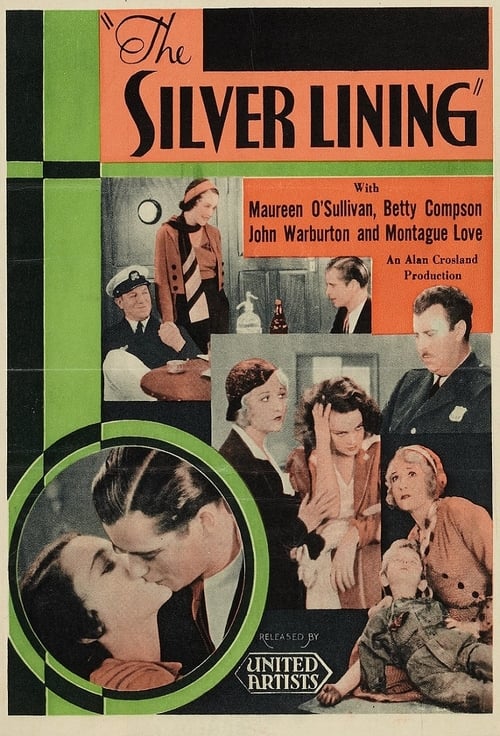 "The
SILVER LINING"
With
Maureen O'Sullivan, Betty Compson
John Warburton and Montague Love
An Alan Crosland
Production
RELEASED BY
UNITED
ARTISTS